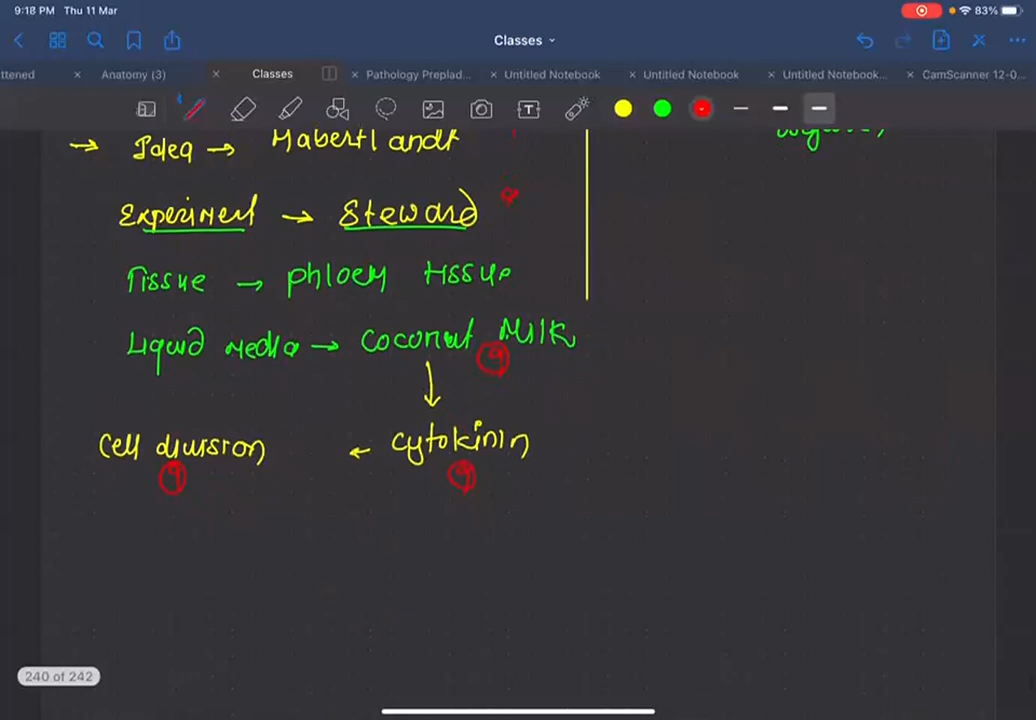 9:18 PM Thu 11 Mar
83%
Classes
ttened
Anatomy (3)
Classes
Pathology Preplad...
Untitled Notebook
Untitled Notebook
Untitled Notebook...
CamScanner 12-0...
→ Idea → Habertlandt
Experiment → Steward
Tissue → phloem tissue
Liquid media → coconut Milk
Cell division ← cytokinin
240 of 242